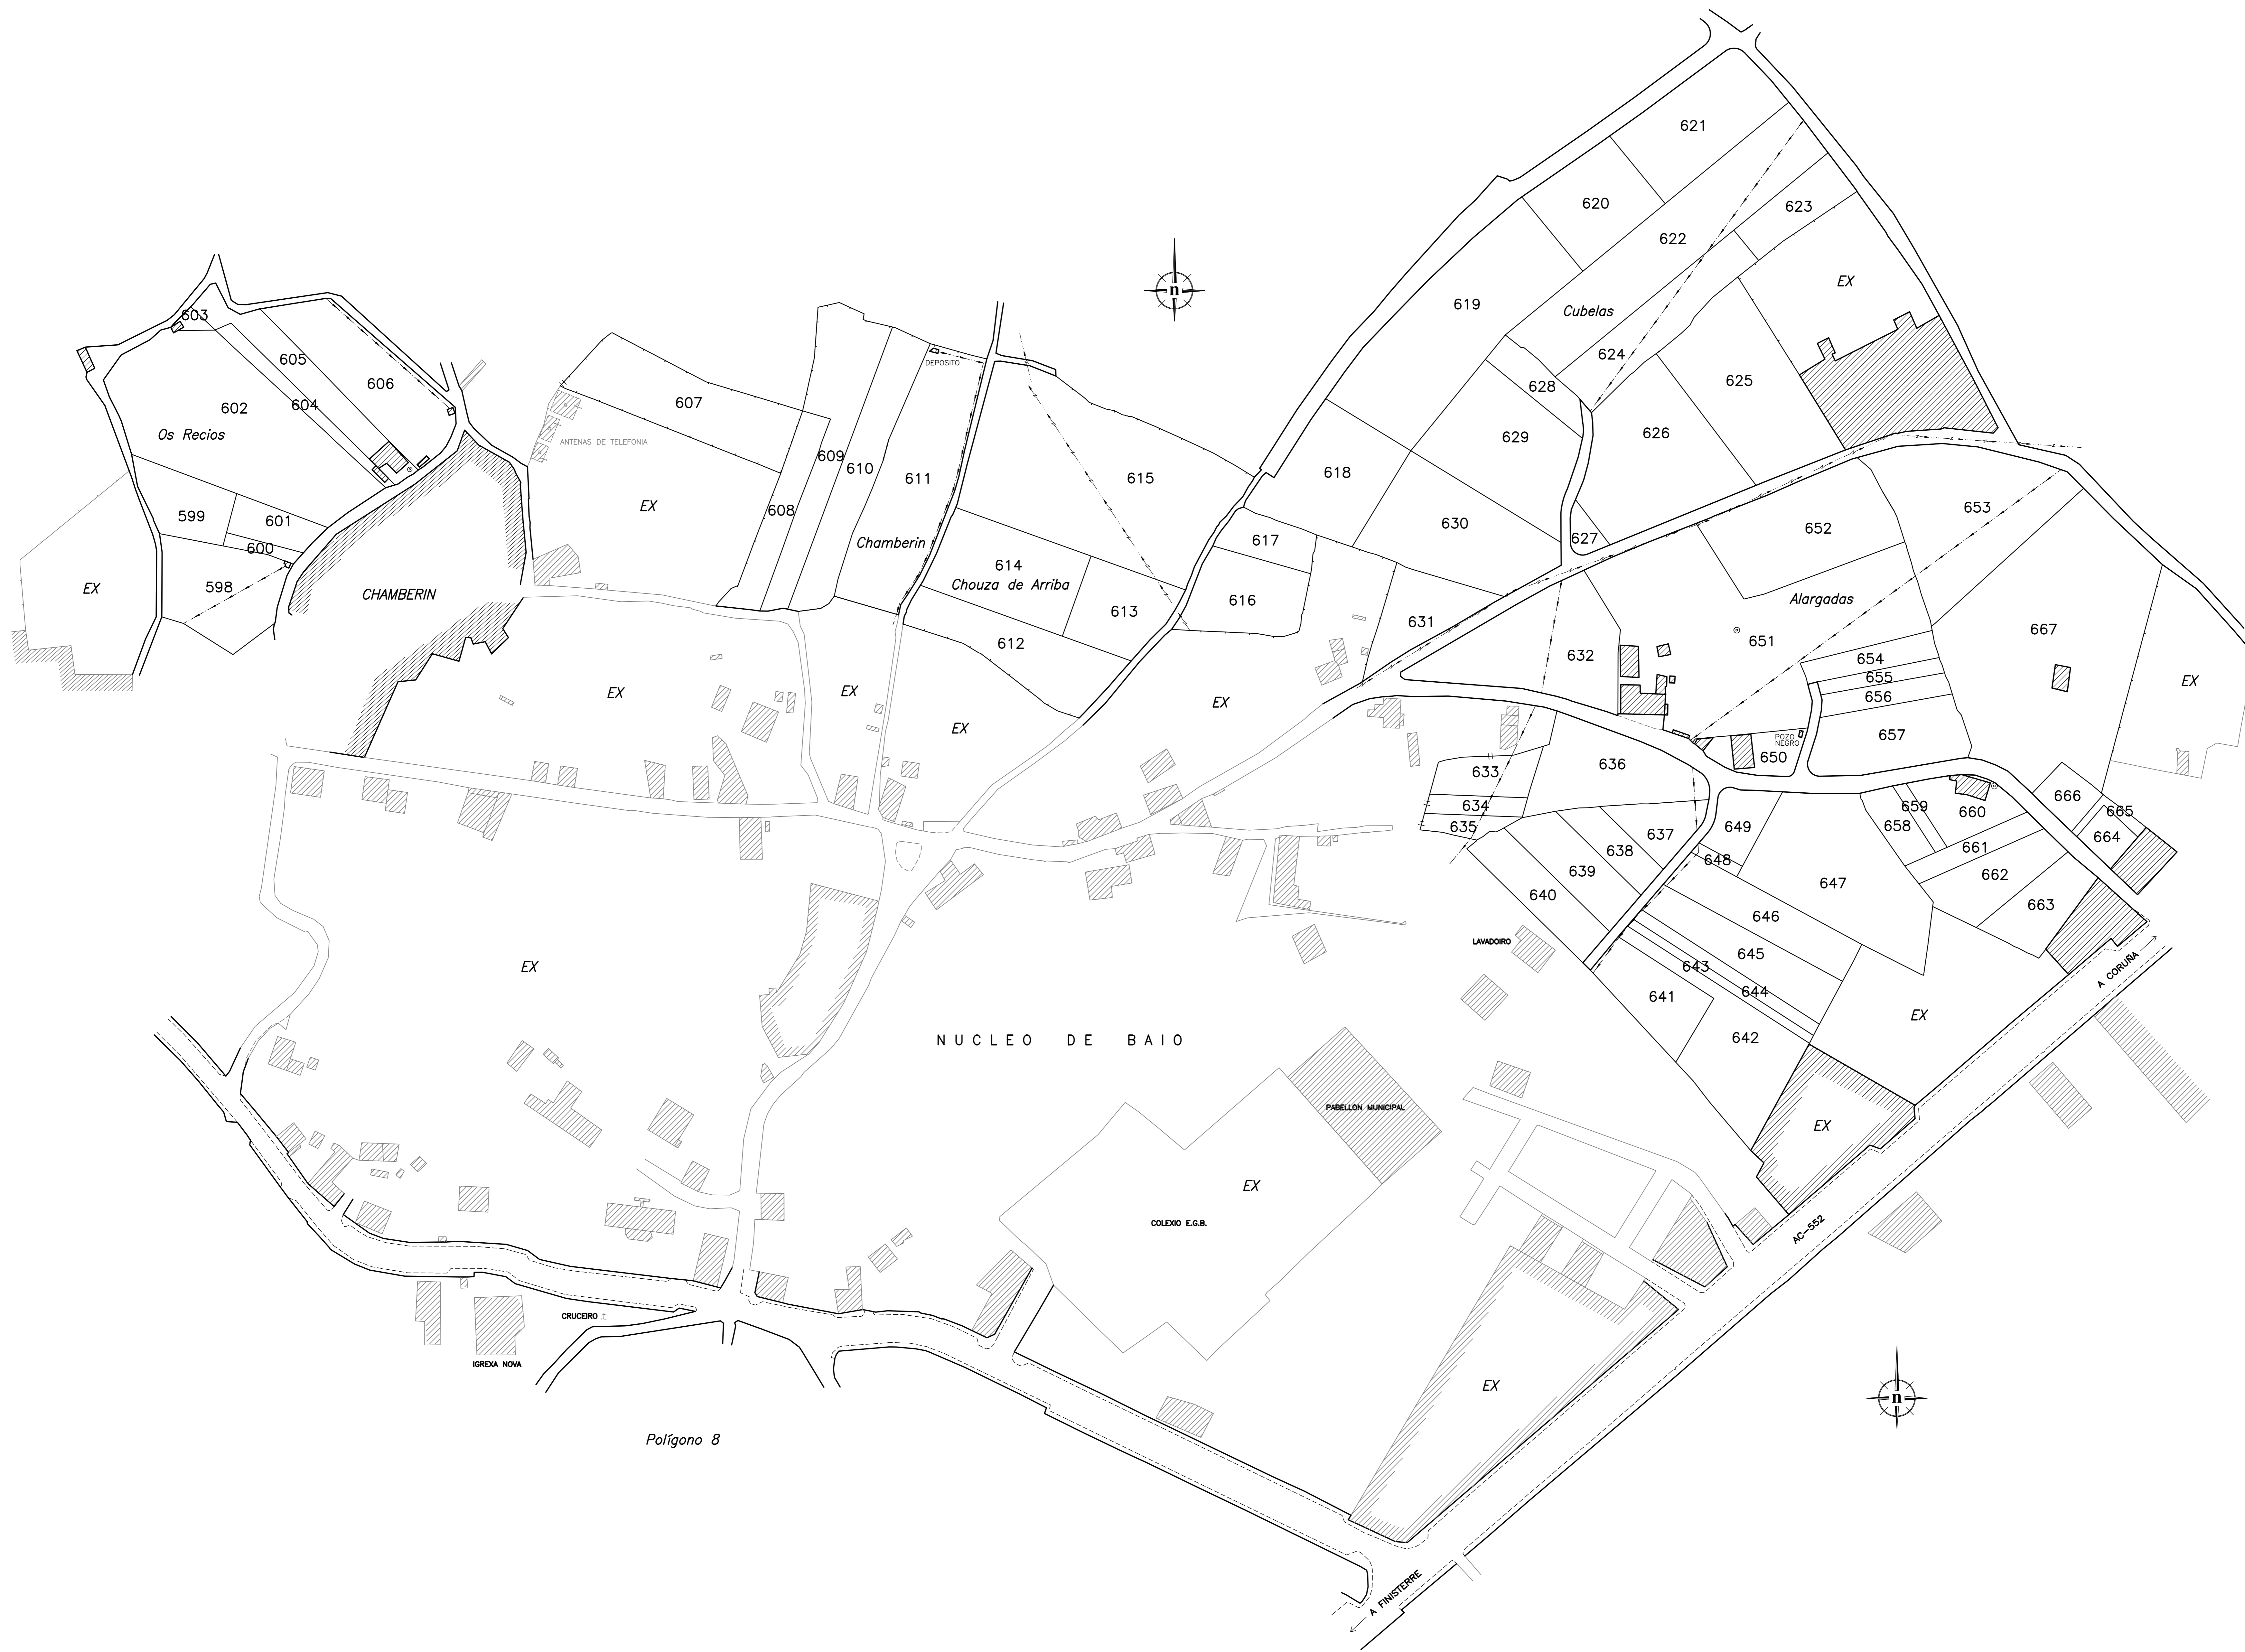 621
620
623
622
n
EX
619
603
Cubelas
605
624
606
DEPOSITO
625
628
607
602
604
Os Recios
626
629
ANTENAS DE TELEFONIA
609
610
618
615
611
653
EX
608
599
601
652
630
627
617
Chamberin
600
614
Chouza de Arriba
EX
598
CHAMBERIN
Alargadas
616
613
631
667
612
651
632
654
655
EX
EX
EX
656
EX
EX
657
POZO
NEGRO
650
636
633
666
634
659
660
665
635
637
649
658
664
638
661
648
639
662
647
640
663
646
LAVADOIRO
645
EX
643
A CORUÑA
644
641
EX
NUCLEO DE BAIO
642
PABELLON MUNICIPAL
EX
EX
COLEXIO E.G.B.
AC-552
CRUCEIRO
IGREXA NOVA
EX
n
Polígono 8
A FINISTERRE